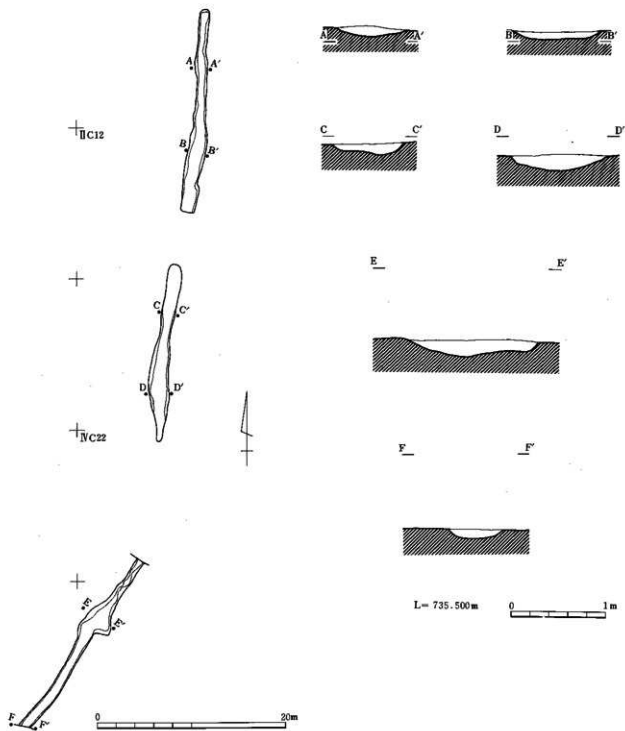 A A'
B B'
ⅡC12
C C'
D D'
ⅣC22
E E'
F F'
0 20m
A A'
B B'
C C'
D D'
E E'
F F'
L= 735.500m
0 1m